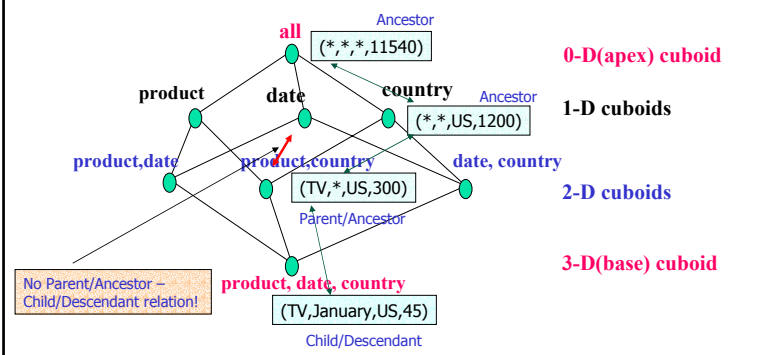 Ancestor
all
(*,*,*,11540)
0-D(apex) cuboid
product
date
country
Ancestor
1-D cuboids
(*,*,US,1200)
product,date
product,country
date, country
(TV,*,US,300)
2-D cuboids
Parent/Ancestor
3-D(base) cuboid
No Parent/Ancestor –
Child/Descendant relation!
product, date, country
(TV,January,US,45)
Child/Descendant